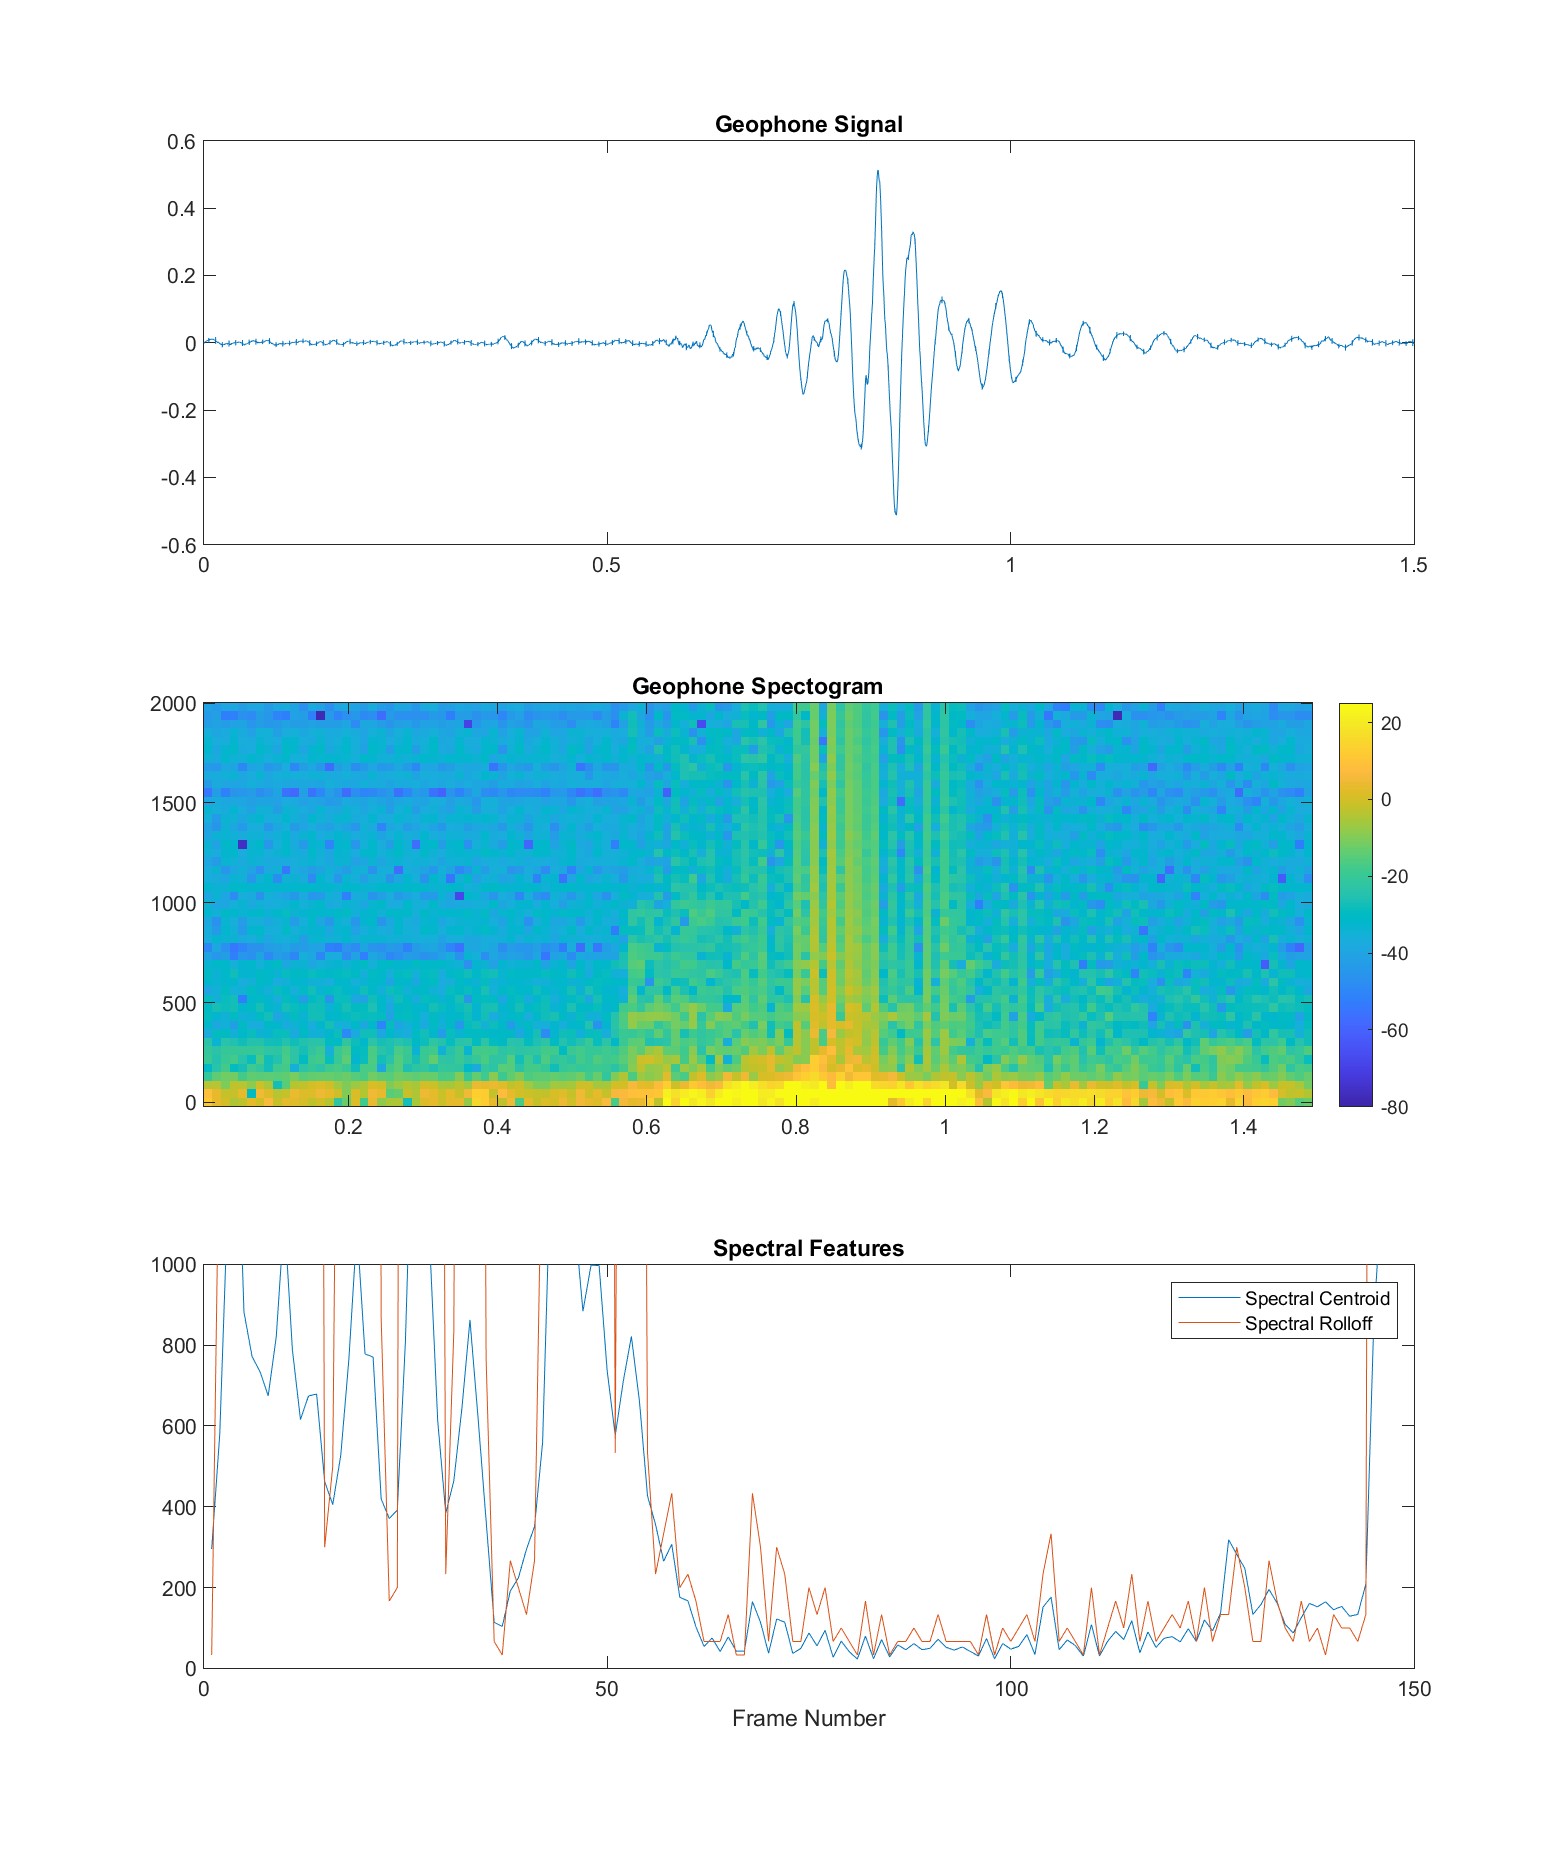 Geophone Signal
0.6
0.4
0.2
0
-0.2
-0.4
-0.6
0 0.5 1 1.5
Geophone Spectogram
2000
1500
1000
500
0
20
0
-20
-40
-60
-80
0.2 0.4 0.6 0.8 1 1.2 1.4
Spectral Features
1000
800
600
400
200
0
Spectral Centroid
Spectral Rolloff
0 50 100 150
Frame Number